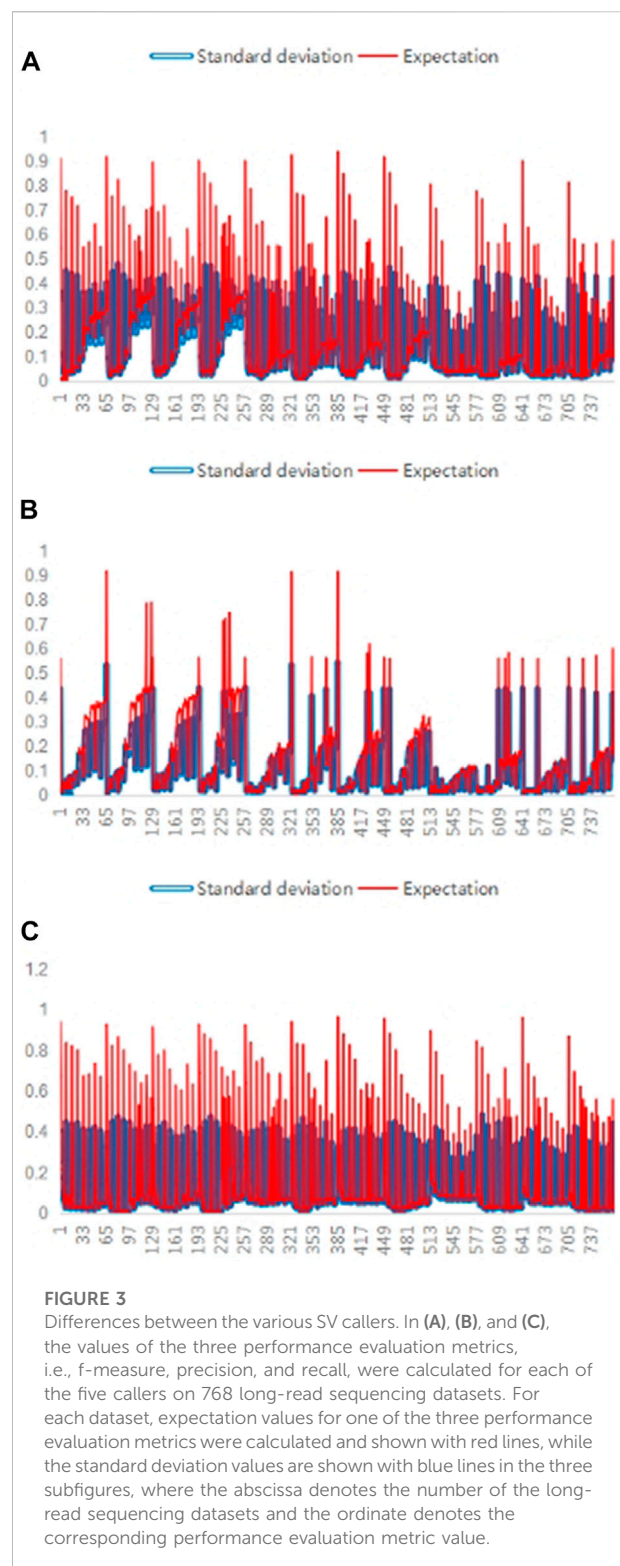 A
Standard deviation Expectation
1
0.9
0.8
0.7
0.6
0.5
0.4
0.3
0.2
0.1
0
1 33 65 97 129 161 193 225 257 289 321 353 385 417 449 481 513 545 577 609 641 673 705 737
Standard deviation Expectation
B
1
0.9
0.8
0.7
0.6
0.5
0.4
0.3
0.2
0.1
0
1 33 65 97 129 161 193 225 257 289 321 353 385 417 449 481 513 545 577 609 641 673 705 737
Standard deviation Expectation
C
1.2
1
0.8
0.6
0.4
0.2
0
1 33 65 97 129 161 193 225 257 289 321 353 385 417 449 481 513 545 577 609 641 673 705 737
FIGURE 3
Differences between the various SV callers. In (A), (B), and (C),
the values of the three performance evaluation metrics,
i.e., f-measure, precision, and recall, were calculated for each of
the five callers on 768 long-read sequencing datasets. For
each dataset, expectation values for one of the three performance
evaluation metrics were calculated and shown with red lines, while
the standard deviation values are shown with blue lines in the three
subfigures, where the abscissa denotes the number of the long-
read sequencing datasets and the ordinate denotes the
corresponding performance evaluation metric value.